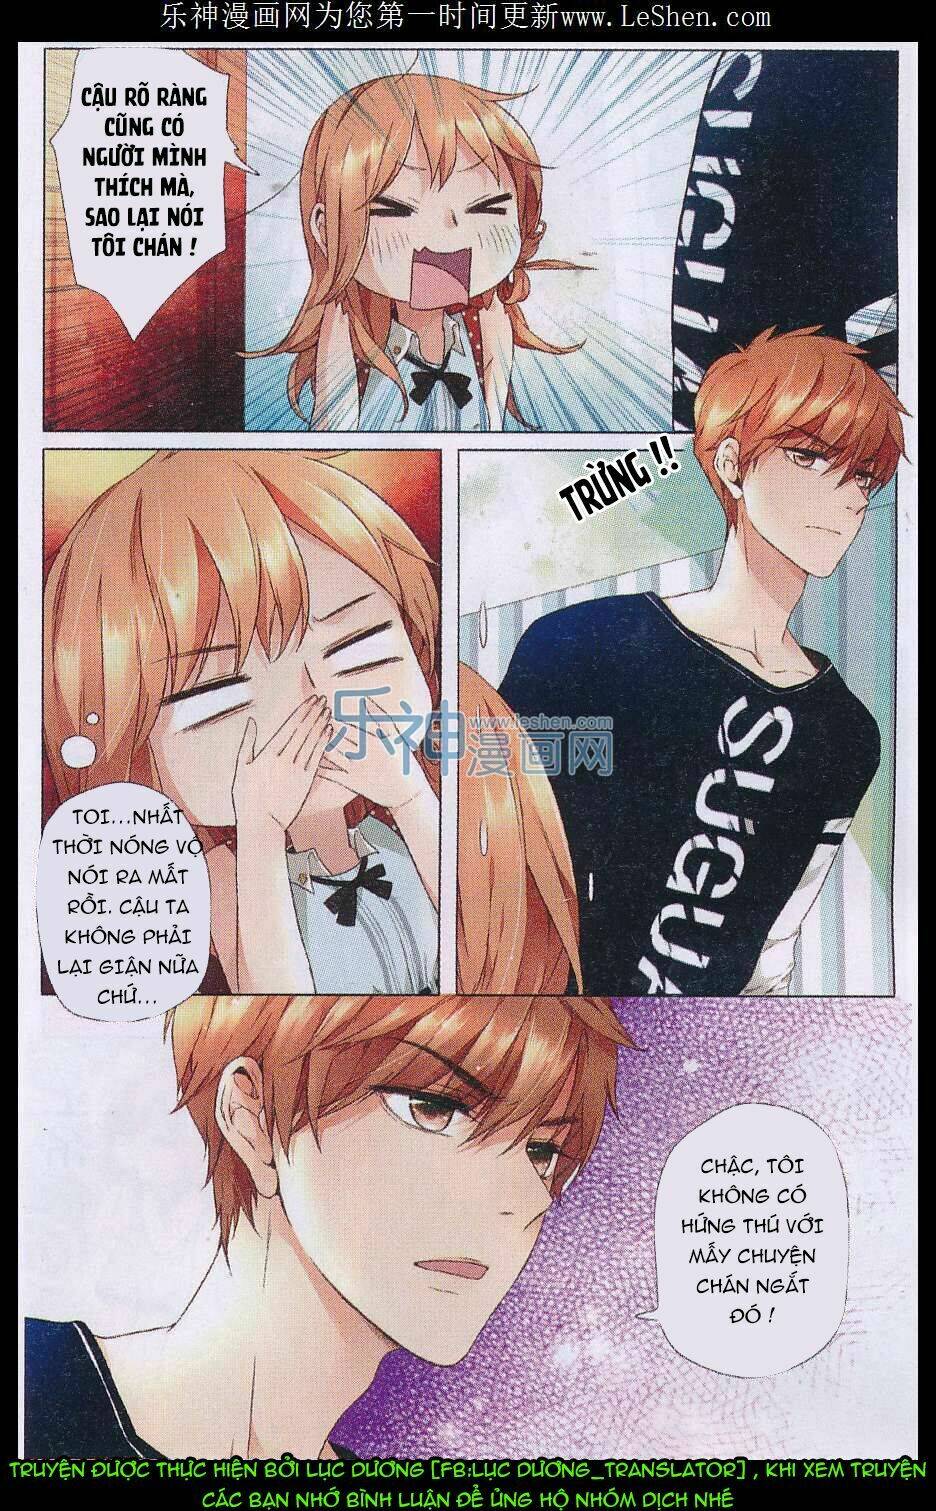 乐神漫画网为您第一时间更新www.LeShen.com
CẬU RÕ RÀNG
CŨNG CÓ
NGƯỜI MÌNH
THÍCH MÀ,
SAO LẠI NÓI
TÔI CHÁN !
TRỪNG !!
SUGUA
乐神漫画网
www.leshen.com
TOI...NHẤT
THỜI NÓNG VỘ
NÓI RA MẤT
RỒI. CẬU TA
KHÔNG PHẢI
LẠI GIẬN NỮA
CHỨ...
CHẬC, TÔI
KHÔNG CÓ
HỨNG THÚ VỚI
MẤY CHUYỆN
CHÁN NGẮT
ĐÓ !
TRUYỆN ĐƯỢC THỰC HIỆN BỞI LỤC DƯƠNG [FB:LỤC DƯƠNG_TRANSLATOR] , KHI XEM TRUYỆN
CÁC BẠN NHỚ BÌNH LUẬN ĐỂ ỦNG HỘ NHÓM DỊCH NHÉ